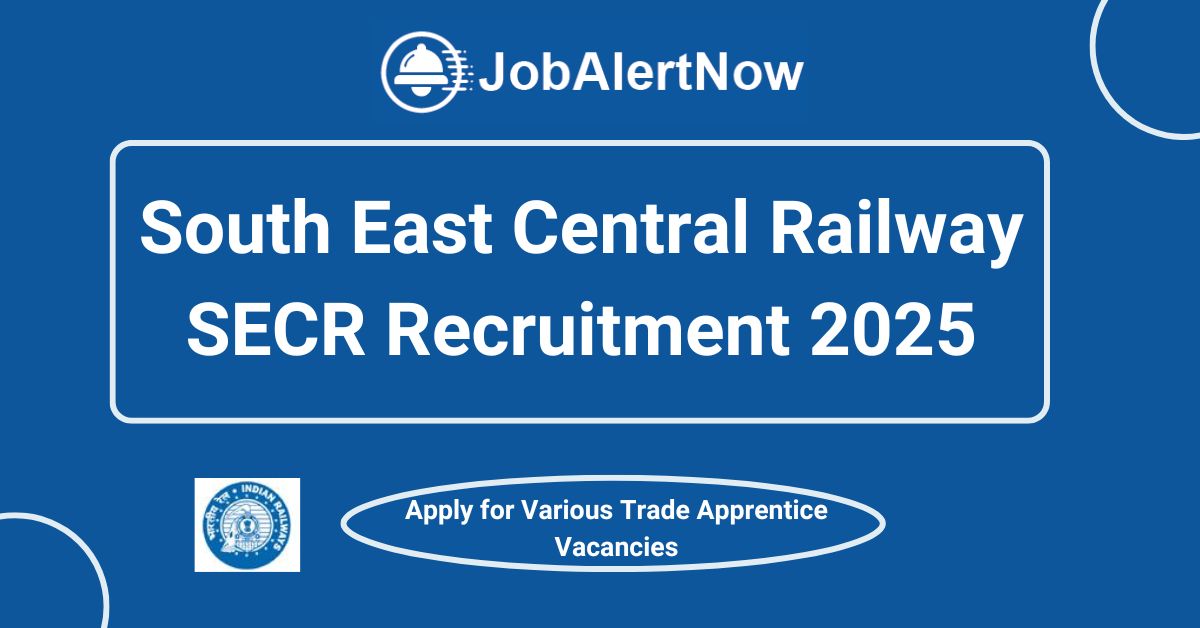 JobAlertNow
South East Central Railway
SECR Recruitment 2025
भारतीय रेल
INDIAN RAILWAYS
Apply for Various Trade Apprentice
Vacancies